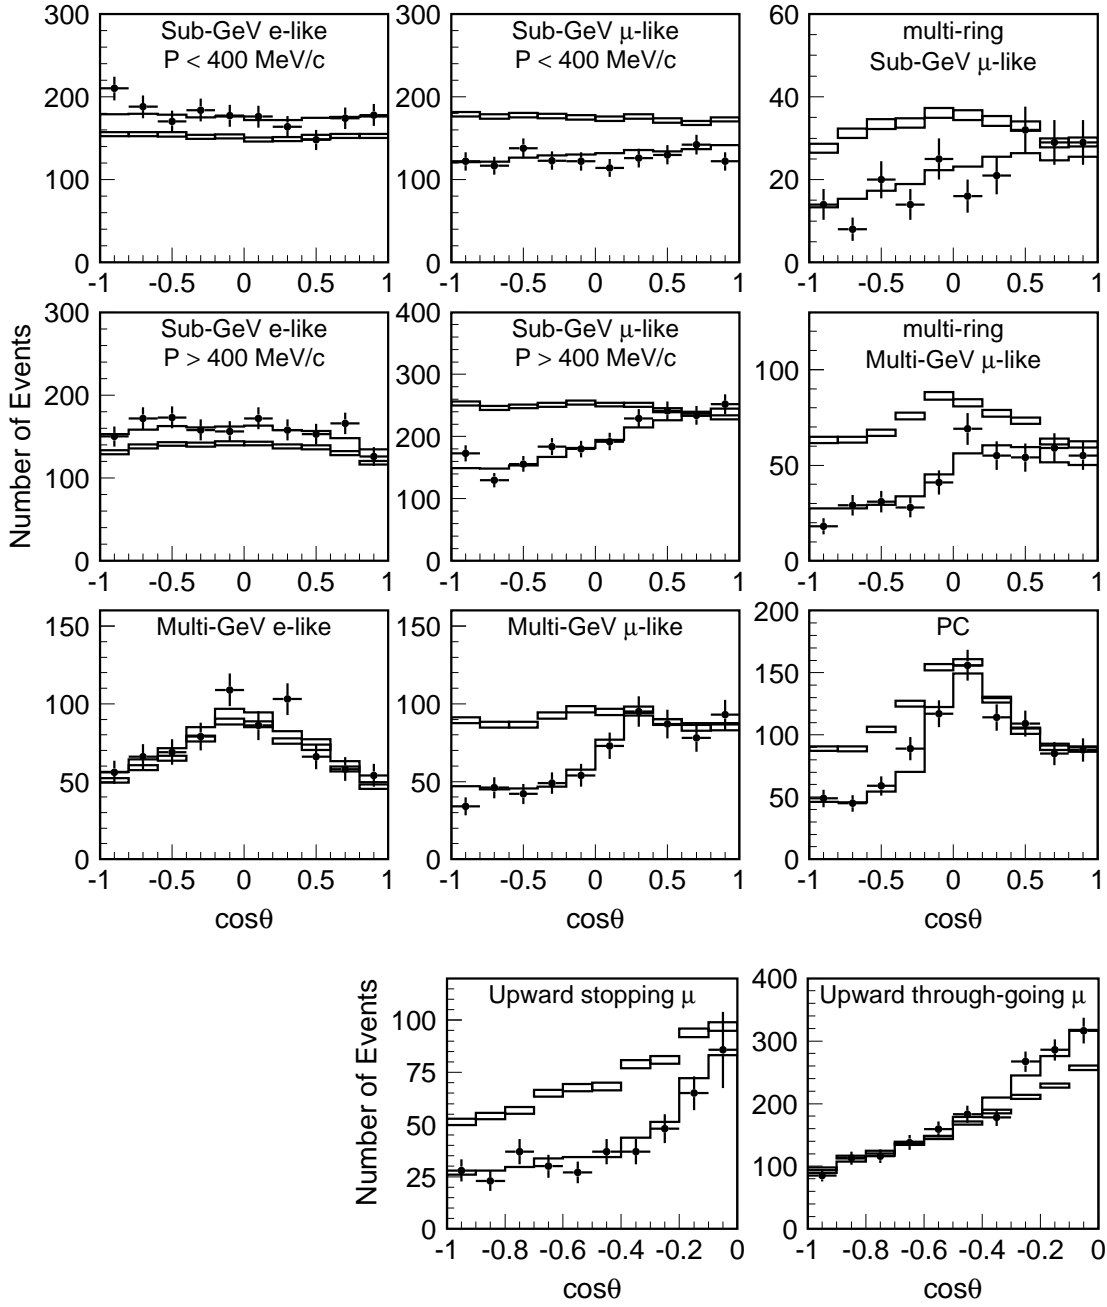 Sub-GeV e-like
P < 400 MeV/c
300
200
100
0
-1 -0.5 0 0.5 1
Sub-GeV μ-like
P < 400 MeV/c
300
200
100
0
-1 -0.5 0 0.5 1
multi-ring
Sub-GeV μ-like
60
40
20
0
-1 -0.5 0 0.5 1
Number of Events
Sub-GeV e-like
P > 400 MeV/c
300
200
100
0
-1 -0.5 0 0.5 1
Sub-GeV μ-like
P > 400 MeV/c
400
300
200
100
0
-1 -0.5 0 0.5 1
multi-ring
Multi-GeV μ-like
100
50
0
-1 -0.5 0 0.5 1
Multi-GeV e-like
150
100
50
0
-1 -0.5 0 0.5 1
cosθ
Multi-GeV μ-like
150
100
50
0
-1 -0.5 0 0.5 1
cosθ
PC
200
150
100
50
0
-1 -0.5 0 0.5 1
cosθ
Number of Events
Upward stopping μ
100
75
50
25
0
-1 -0.8 -0.6 -0.4 -0.2 0
cosθ
Upward through-going μ
400
300
200
100
0
-1 -0.8 -0.6 -0.4 -0.2 0
cosθ